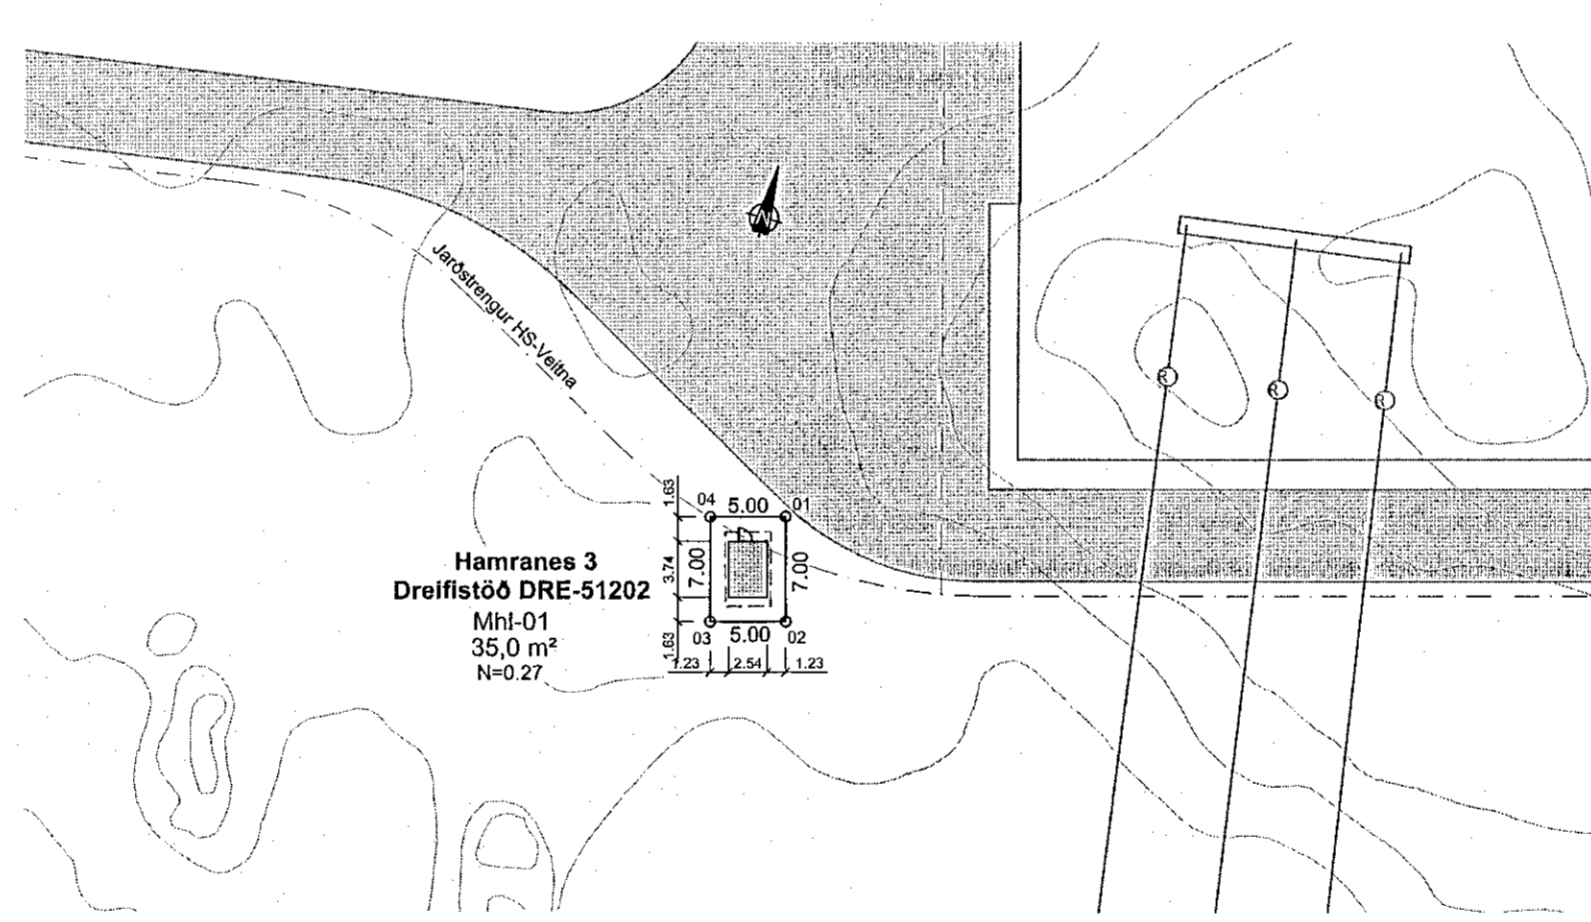 N
Jarðstrengur HS-Veitna
R
R
R
1.63
04
5.00
01
Hamranes 3
Dreifistöð DRE-51202
Mhl-01
35,0 m²
N=0.27
3.74
7.00
7.00
1.63
03
5.00
02
1.23
2.54
1.23